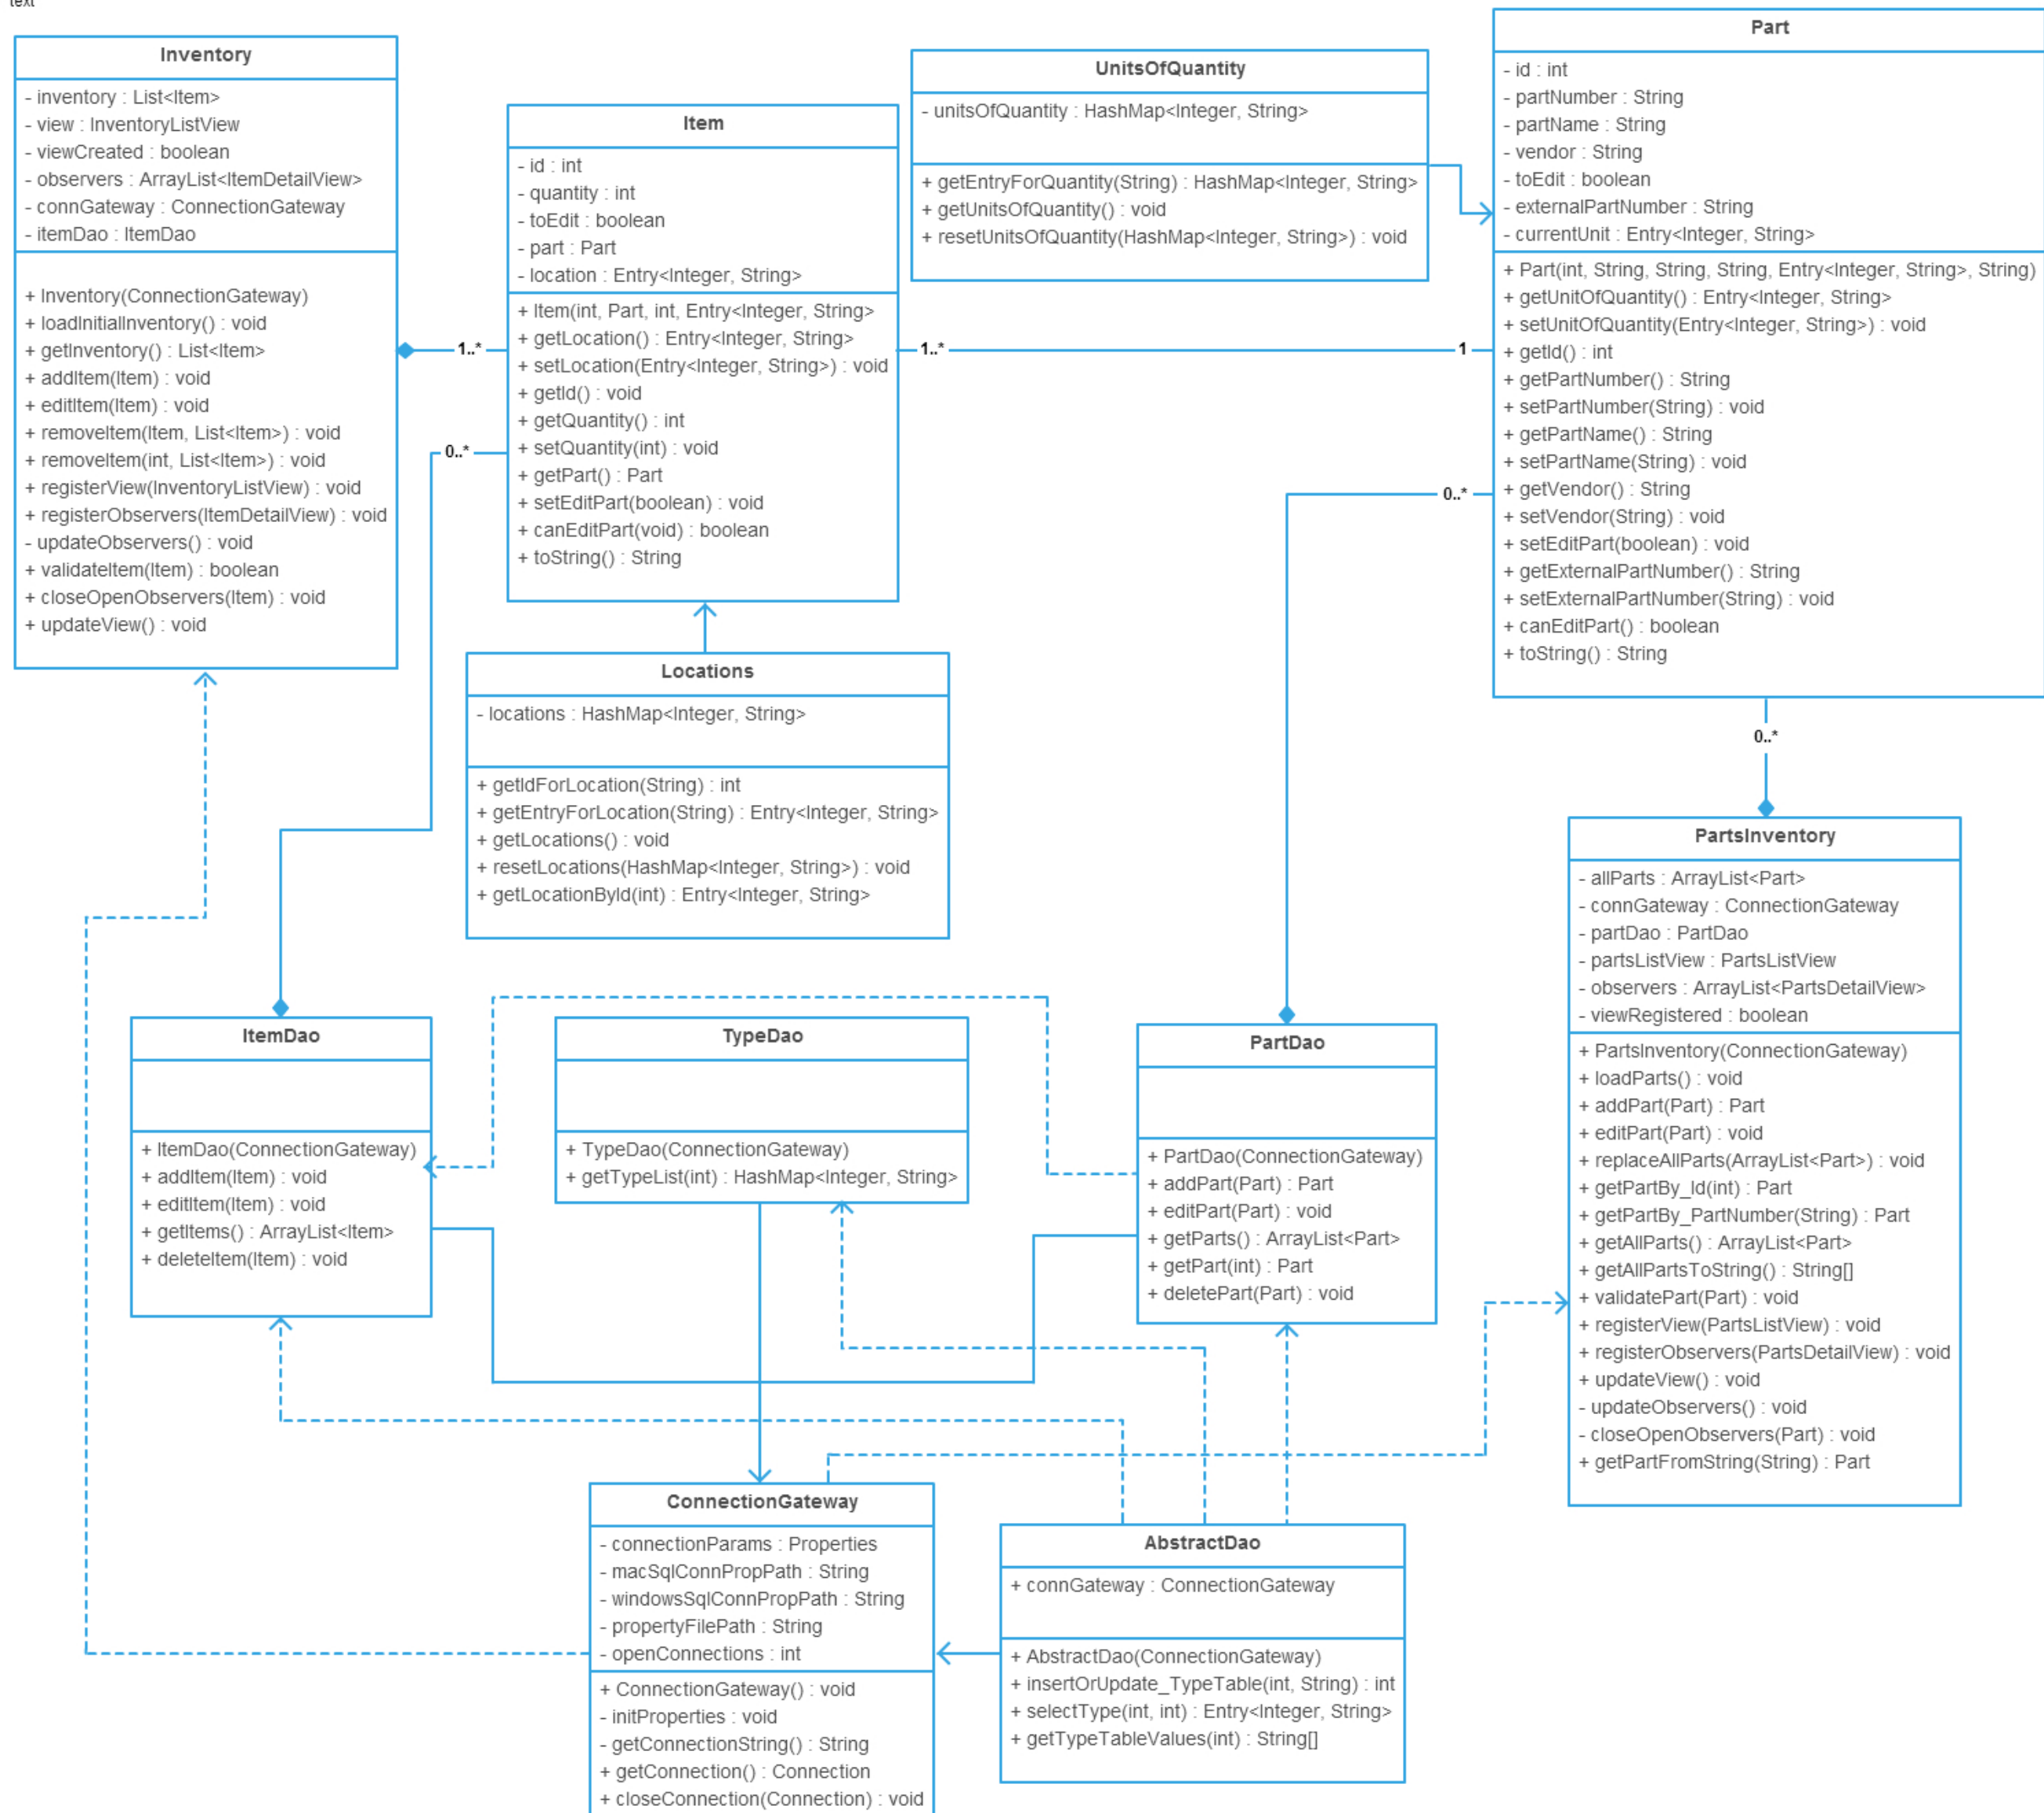 text
Inventory
- inventory : List<Item>
- view : InventoryListView
- viewCreated : boolean
- observers : ArrayList<ItemDetailView>
- connGateway : ConnectionGateway
- itemDao : ItemDao
+ Inventory(ConnectionGateway)
+ loadInitialInventory() : void
+ getInventory() : List<Item>
+ addItem(Item) : void
+ editItem(Item) : void
+ removeItem(Item, List<Item>) : void
+ removeItem(int, List<Item>) : void
+ registerView(InventoryListView) : void
+ registerObservers(ItemDetailView) : void
- updateObservers() : void
+ validateItem(Item) : boolean
+ closeOpenObservers(Item) : void
+ updateView() : void
1..*
0..*
Item
- id : int
- quantity : int
- toEdit : boolean
- part : Part
- location : Entry<Integer, String>
+ Item(int, Part, int, Entry<Integer, String>
+ getLocation() : Entry<Integer, String>
+ setLocation(Entry<Integer, String>) : void
+ getId() : void
+ getQuantity() : int
+ setQuantity(int) : void
+ getPart() : Part
+ setEditPart(boolean) : void
+ canEditPart(void) : boolean
+ toString() : String
UnitsOfQuantity
- unitsOfQuantity : HashMap<Integer, String>
+ getEntryForQuantity(String) : HashMap<Integer, String>
+ getUnitsOfQuantity() : void
+ resetUnitsOfQuantity(HashMap<Integer, String>) : void
1..*
1
0..*
Part
- id : int
- partNumber : String
- partName : String
- vendor : String
- toEdit : boolean
- externalPartNumber : String
- currentUnit : Entry<Integer, String>
+ Part(int, String, String, String, Entry<Integer, String>, String)
+ getUnitOfQuantity() : Entry<Integer, String>
+ setUnitOfQuantity(Entry<Integer, String>) : void
+ getId() : int
+ getPartNumber() : String
+ setPartNumber(String) : void
+ getPartName() : String
+ setPartName(String) : void
+ getVendor() : String
+ setVendor(String) : void
+ setEditPart(boolean) : void
+ getExternalPartNumber() : String
+ setExternalPartNumber(String) : void
+ canEditPart() : boolean
+ toString() : String
0..*
Locations
- locations : HashMap<Integer, String>
+ getIdForLocation(String) : int
+ getEntryForLocation(String) : Entry<Integer, String>
+ getLocations() : void
+ resetLocations(HashMap<Integer, String>) : void
+ getLocationById(int) : Entry<Integer, String>
PartsInventory
- allParts : ArrayList<Part>
- connGateway : ConnectionGateway
- partDao : PartDao
- partsListView : PartsListView
- observers : ArrayList<PartsDetailView>
- viewRegistered : boolean
+ PartsInventory(ConnectionGateway)
+ loadParts() : void
+ addPart(Part) : Part
+ editPart(Part) : void
+ replaceAllParts(ArrayList<Part>) : void
+ getPartBy_Id(int) : Part
+ getPartBy_PartNumber(String) : Part
+ getAllParts() : ArrayList<Part>
+ getAllPartsToString() : String[]
+ validatePart(Part) : void
+ registerView(PartsListView) : void
+ registerObservers(PartsDetailView) : void
+ updateView() : void
- updateObservers() : void
- closeOpenObservers(Part) : void
+ getPartFromString(String) : Part
ItemDao
+ ItemDao(ConnectionGateway)
+ addItem(Item) : void
+ editItem(Item) : void
+ getItems() : ArrayList<Item>
+ deleteItem(Item) : void
TypeDao
+ TypeDao(ConnectionGateway)
+ getTypeList(int) : HashMap<Integer, String>
PartDao
+ PartDao(ConnectionGateway)
+ addPart(Part) : Part
+ editPart(Part) : void
+ getParts() : ArrayList<Part>
+ getPart(int) : Part
+ deletePart(Part) : void
ConnectionGateway
- connectionParams : Properties
- macSqlConnPropPath : String
- windowsSqlConnPropPath : String
- propertyFilePath : String
- openConnections : int
+ ConnectionGateway() : void
- initProperties : void
- getConnectionString() : String
+ getConnection() : Connection
+ closeConnection(Connection) : void
AbstractDao
+ connGateway : ConnectionGateway
+ AbstractDao(ConnectionGateway)
+ insertOrUpdate_TypeTable(int, String) : int
+ selectType(int, int) : Entry<Integer, String>
+ getTypeTableValues(int) : String[]